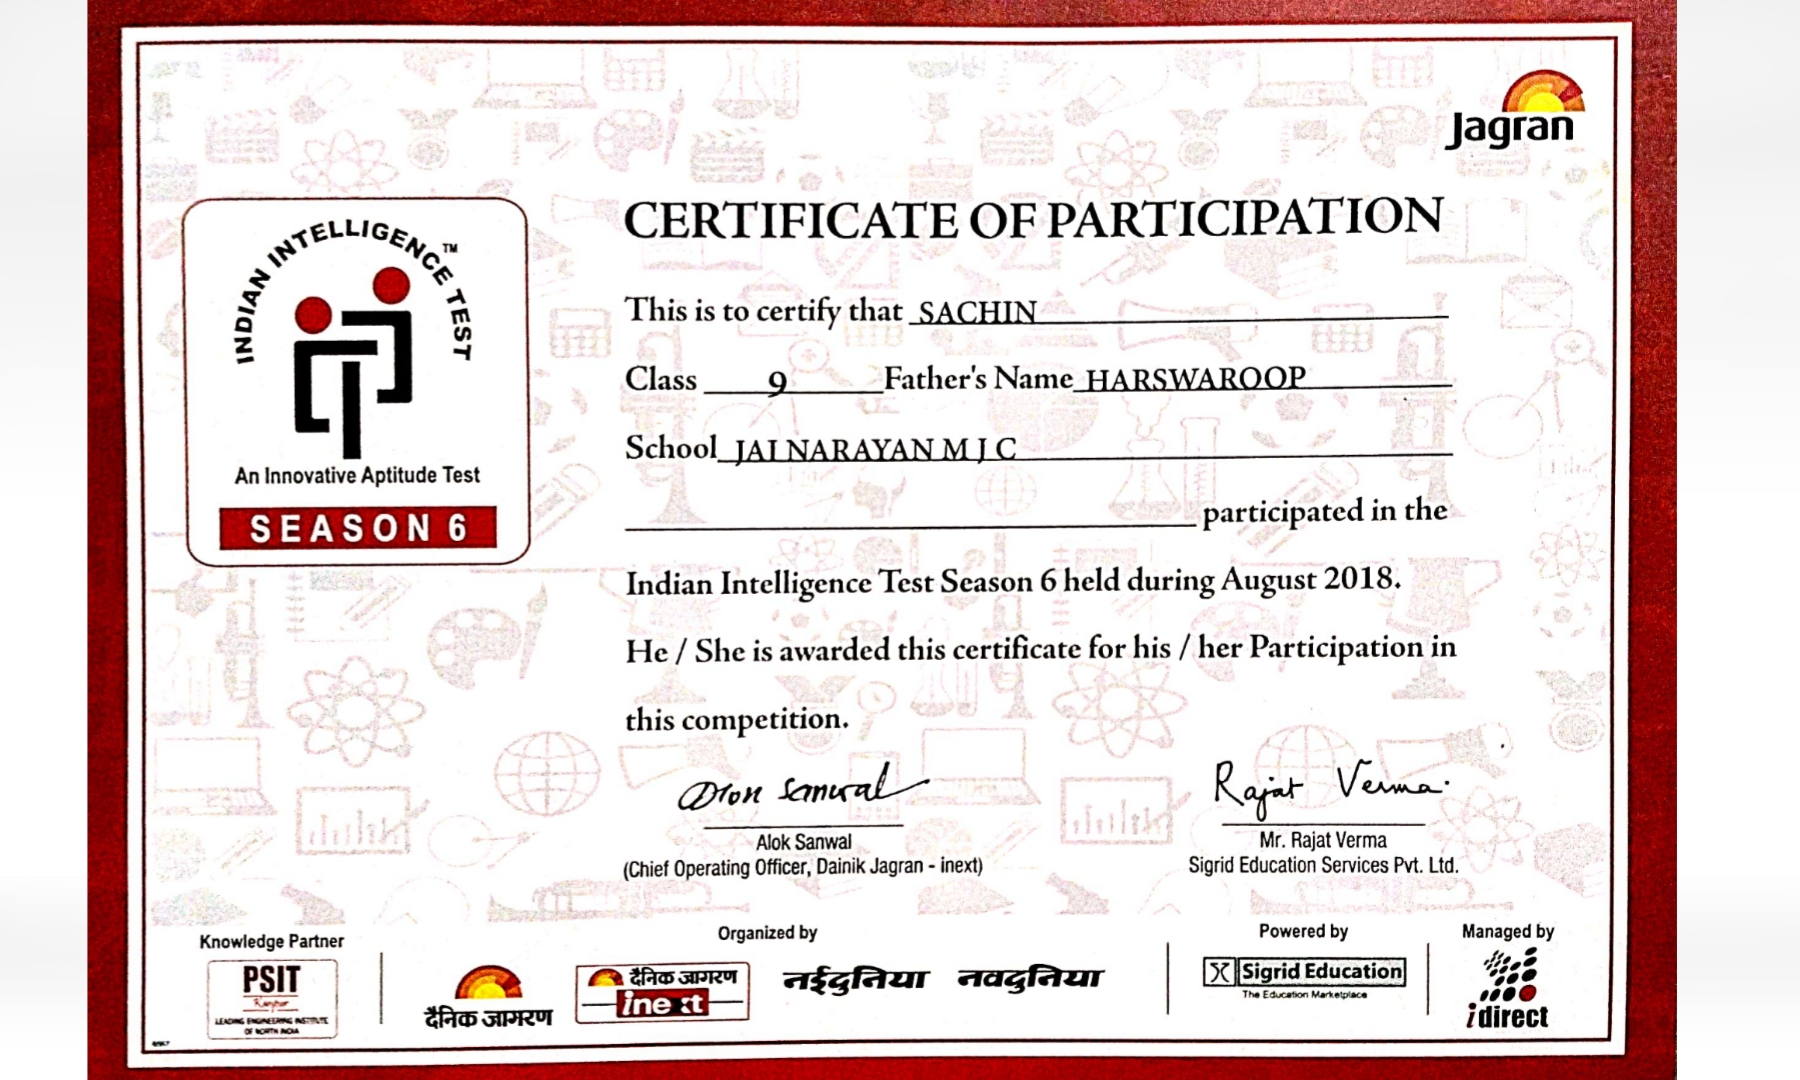 Jagran
INDIAN INTELLIGENCE TEST™
An Innovative Aptitude Test
SEASON 6
CERTIFICATE OF PARTICIPATION
This is to certify that SACHIN
Class 9 Father's Name HARSWAROOP
School JAI NARAYAN M I C
participated in the
Indian Intelligence Test Season 6 held during August 2018.
He / She is awarded this certificate for his / her Participation in
this competition.
Alok Sanwal
Rajat Verma.
Alok Sanwal
(Chief Operating Officer, Dainik Jagran - inext)
Mr. Rajat Verma
Sigrid Education Services Pvt. Ltd.
Knowledge Partner
PSIT
Kanpur
LEADING ENGINEERING INSTITUTE
OF NORTH INDIA
Organized by
दैनिक जागरण
दैनिक जागरण
inext
नईदुनिया नवदुनिया
Powered by
Sigrid Education
The Education Marketplace
Managed by
idirect